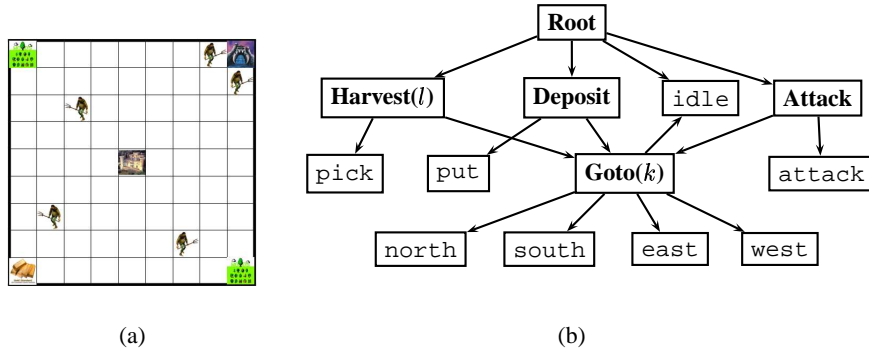 Root
Harvest(l) Deposit idle Attack
pick put Goto(k) attack
north south east west
(a) (b)